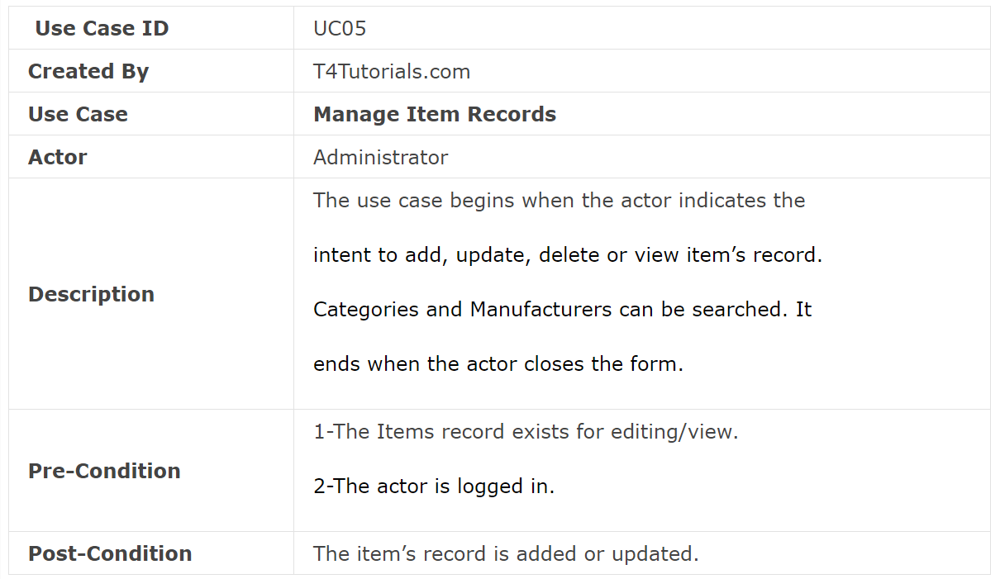 Use Case ID UC05
Created By T4Tutorials.com
Use Case Manage Item Records
Actor Administrator
Description
The use case begins when the actor indicates the
intent to add, update, delete or view item’s record.
Categories and Manufacturers can be searched. It
ends when the actor closes the form.
Pre-Condition
1-The Items record exists for editing/view.
2-The actor is logged in.
Post-Condition The item’s record is added or updated.